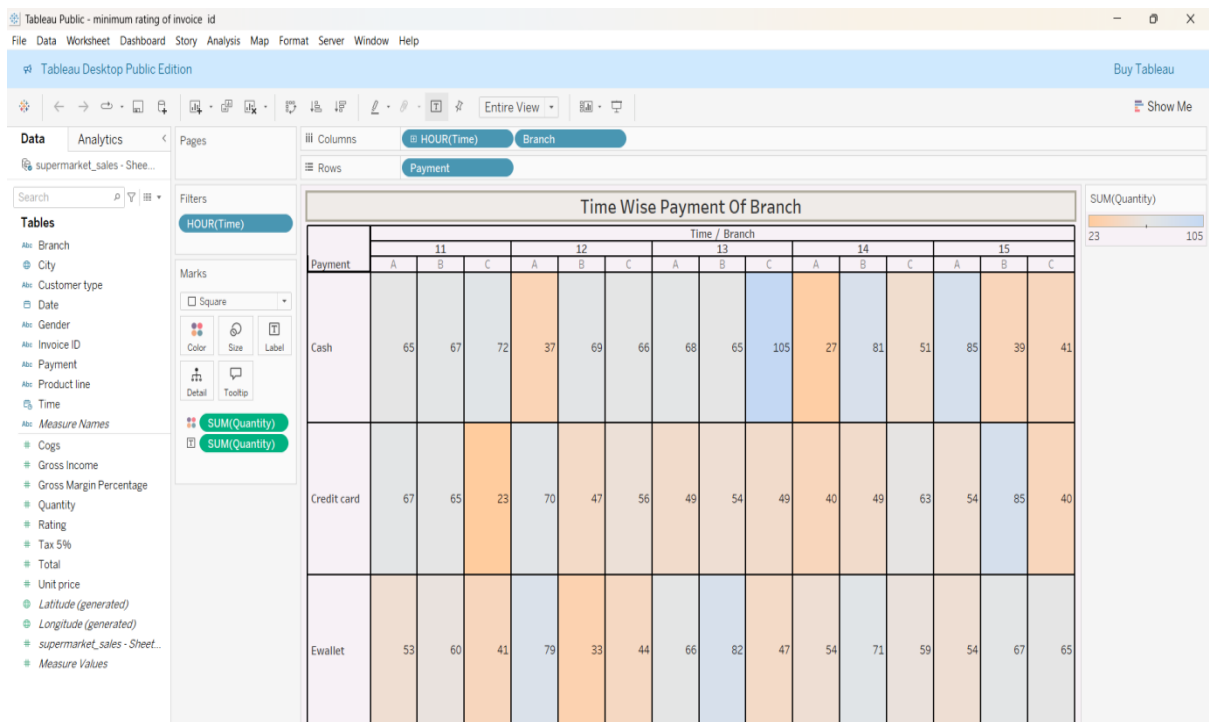 Tableau Public - minimum rating of invoice id
File Data Worksheet Dashboard Story Analysis Map Format Server Window Help
Tableau Desktop Public Edition
Buy Tableau
Entire View
Show Me
Data Analytics
supermarket_sales - Shee...
Search
Tables
Abc Branch
City
Abc Customer type
Date
Abc Gender
Abc Invoice ID
Abc Payment
Abc Product line
Time
Abc Measure Names
# Cogs
# Gross Income
# Gross Margin Percentage
# Quantity
# Rating
# Tax 5%
# Total
# Unit price
Latitude (generated)
Longitude (generated)
# supermarket_sales - Sheet...
# Measure Values
Pages
Filters
HOUR(Time)
Marks
Square
Color Size Label
Detail Tooltip
SUM(Quantity)
SUM(Quantity)
Columns HOUR(Time) Branch
Rows Payment
Time Wise Payment Of Branch
Time / Branch
11 12 13 14 15
Payment A B C A B C A B C A B C A B C
Cash 65 67 72 37 69 66 68 65 105 27 81 51 85 39 41
Credit card 67 65 23 70 47 56 49 54 49 40 49 63 54 85 40
Ewallet 53 60 41 79 33 44 66 82 47 54 71 59 54 67 65
SUM(Quantity)
23 105